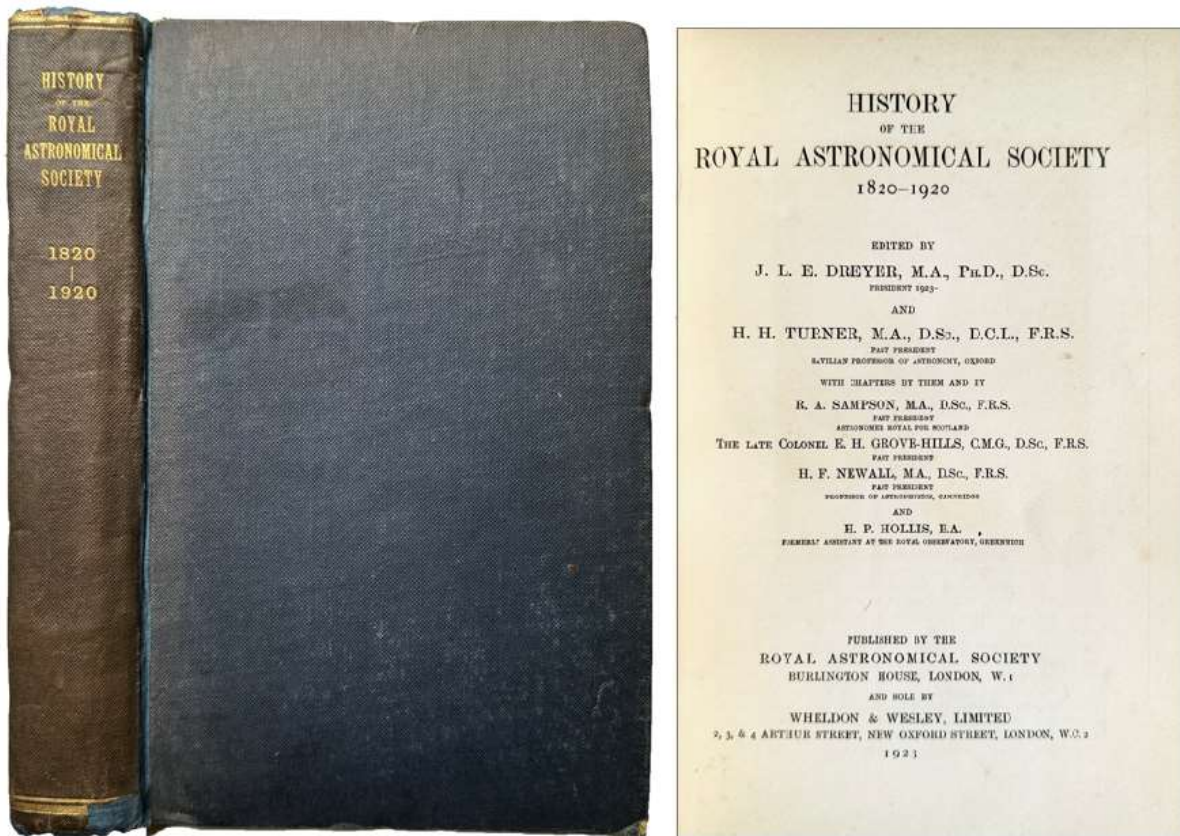 HISTORY
OF THE
ROYAL
ASTRONOMICAL
SOCIETY
1820
1920
HISTORY
OF THE
ROYAL ASTRONOMICAL SOCIETY
1820–1920
EDITED BY
J. L. E. DREYER, M.A., PH.D., D.Sc.
PRESIDENT 1923–
AND
H. H. TURNER, M.A., D.Sc., D.C.L., F.R.S.
PAST PRESIDENT
SAVILIAN PROFESSOR OF ASTRONOMY, OXFORD
WITH CHAPTERS BY THEM AND BY
R. A. SAMPSON, M.A., D.Sc., F.R.S.
PAST PRESIDENT
ASTRONOMER ROYAL FOR SCOTLAND
THE LATE COLONEL E. H. GROVE-HILLS, C.M.G., D.Sc., F.R.S.
PAST PRESIDENT
H. F. NEWALL, M.A., D.Sc., F.R.S.
PAST PRESIDENT
PROFESSOR OF ASTROPHYSICS, CAMBRIDGE
AND
H. P. HOLLIS, B.A.
FORMERLY ASSISTANT AT THE ROYAL OBSERVATORY, GREENWICH
PUBLISHED BY THE
ROYAL ASTRONOMICAL SOCIETY
BURLINGTON HOUSE, LONDON, W. 1
AND SOLD BY
WHELDON & WESLEY, LIMITED
2, 3, & 4 ARTHUR STREET, NEW OXFORD STREET, LONDON, W.C. 2
1923